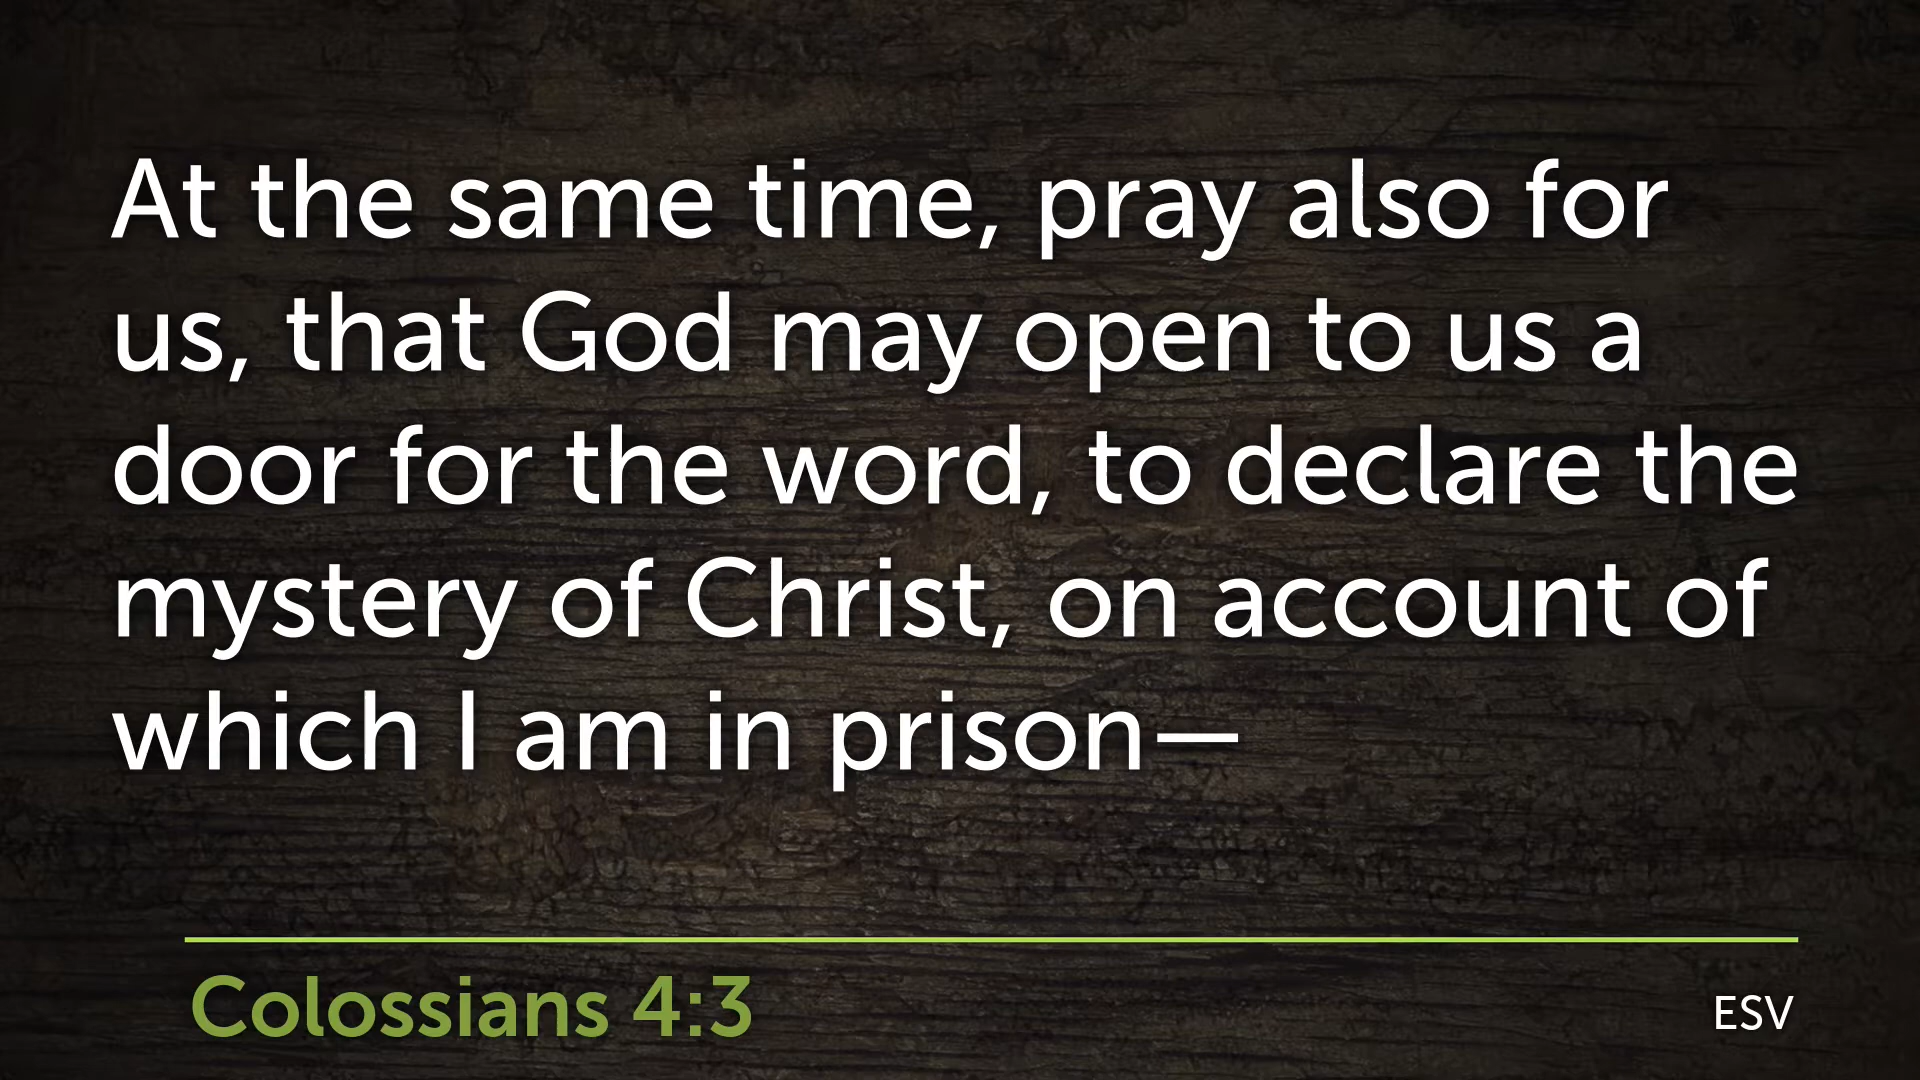 At the same time, pray also for
us, that God may open to us a
door for the word, to declare the
mystery of Christ, on account of
which I am in prison—
Colossians 4:3
ESV